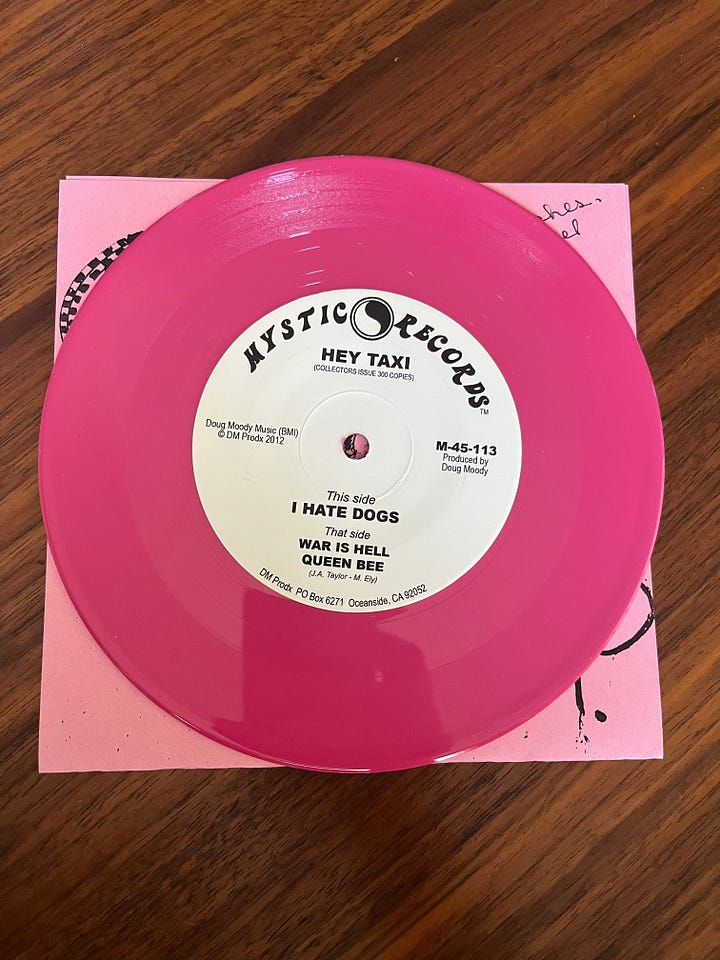 MYSTIC RECORDS TM
HEY TAXI
(COLLECTORS ISSUE 300 COPIES)
Doug Moody Music (BMI)
© DM Prodx 2012
M-45-113
Produced by
Doug Moody
This side
I HATE DOGS
That side
WAR IS HELL
QUEEN BEE
(J.A. Taylor - M. Ely)
DM Prodx PO Box 6271 Oceanside, CA 92052